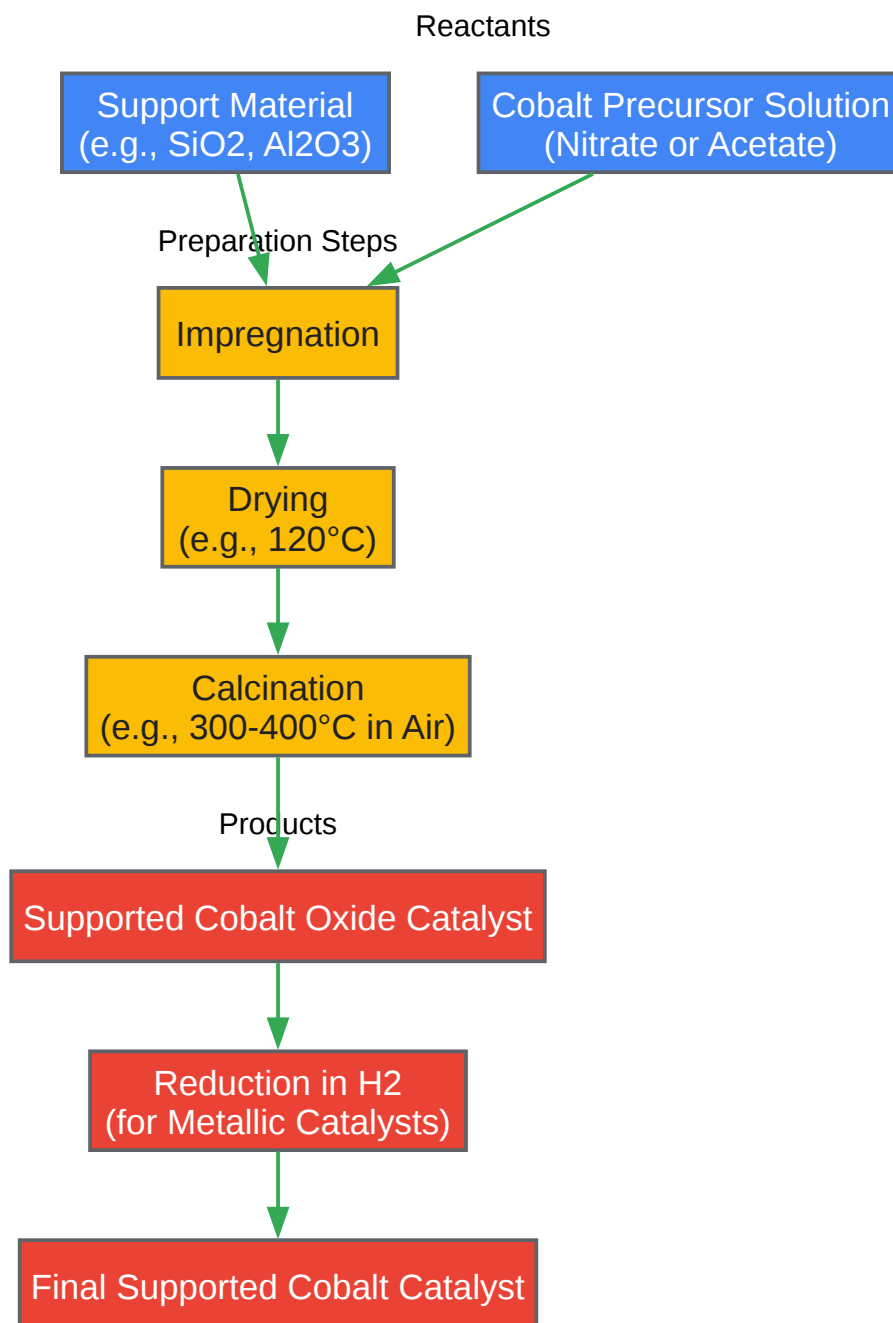 Reactants
Support Material
(e.g., SiO2, Al2O3)
Cobalt Precursor Solution
(Nitrate or Acetate)
Preparation Steps
Impregnation
Drying
(e.g., 120°C)
Calcination
(e.g., 300-400°C in Air)
Products
Supported Cobalt Oxide Catalyst
Reduction in H2
(for Metallic Catalysts)
Final Supported Cobalt Catalyst